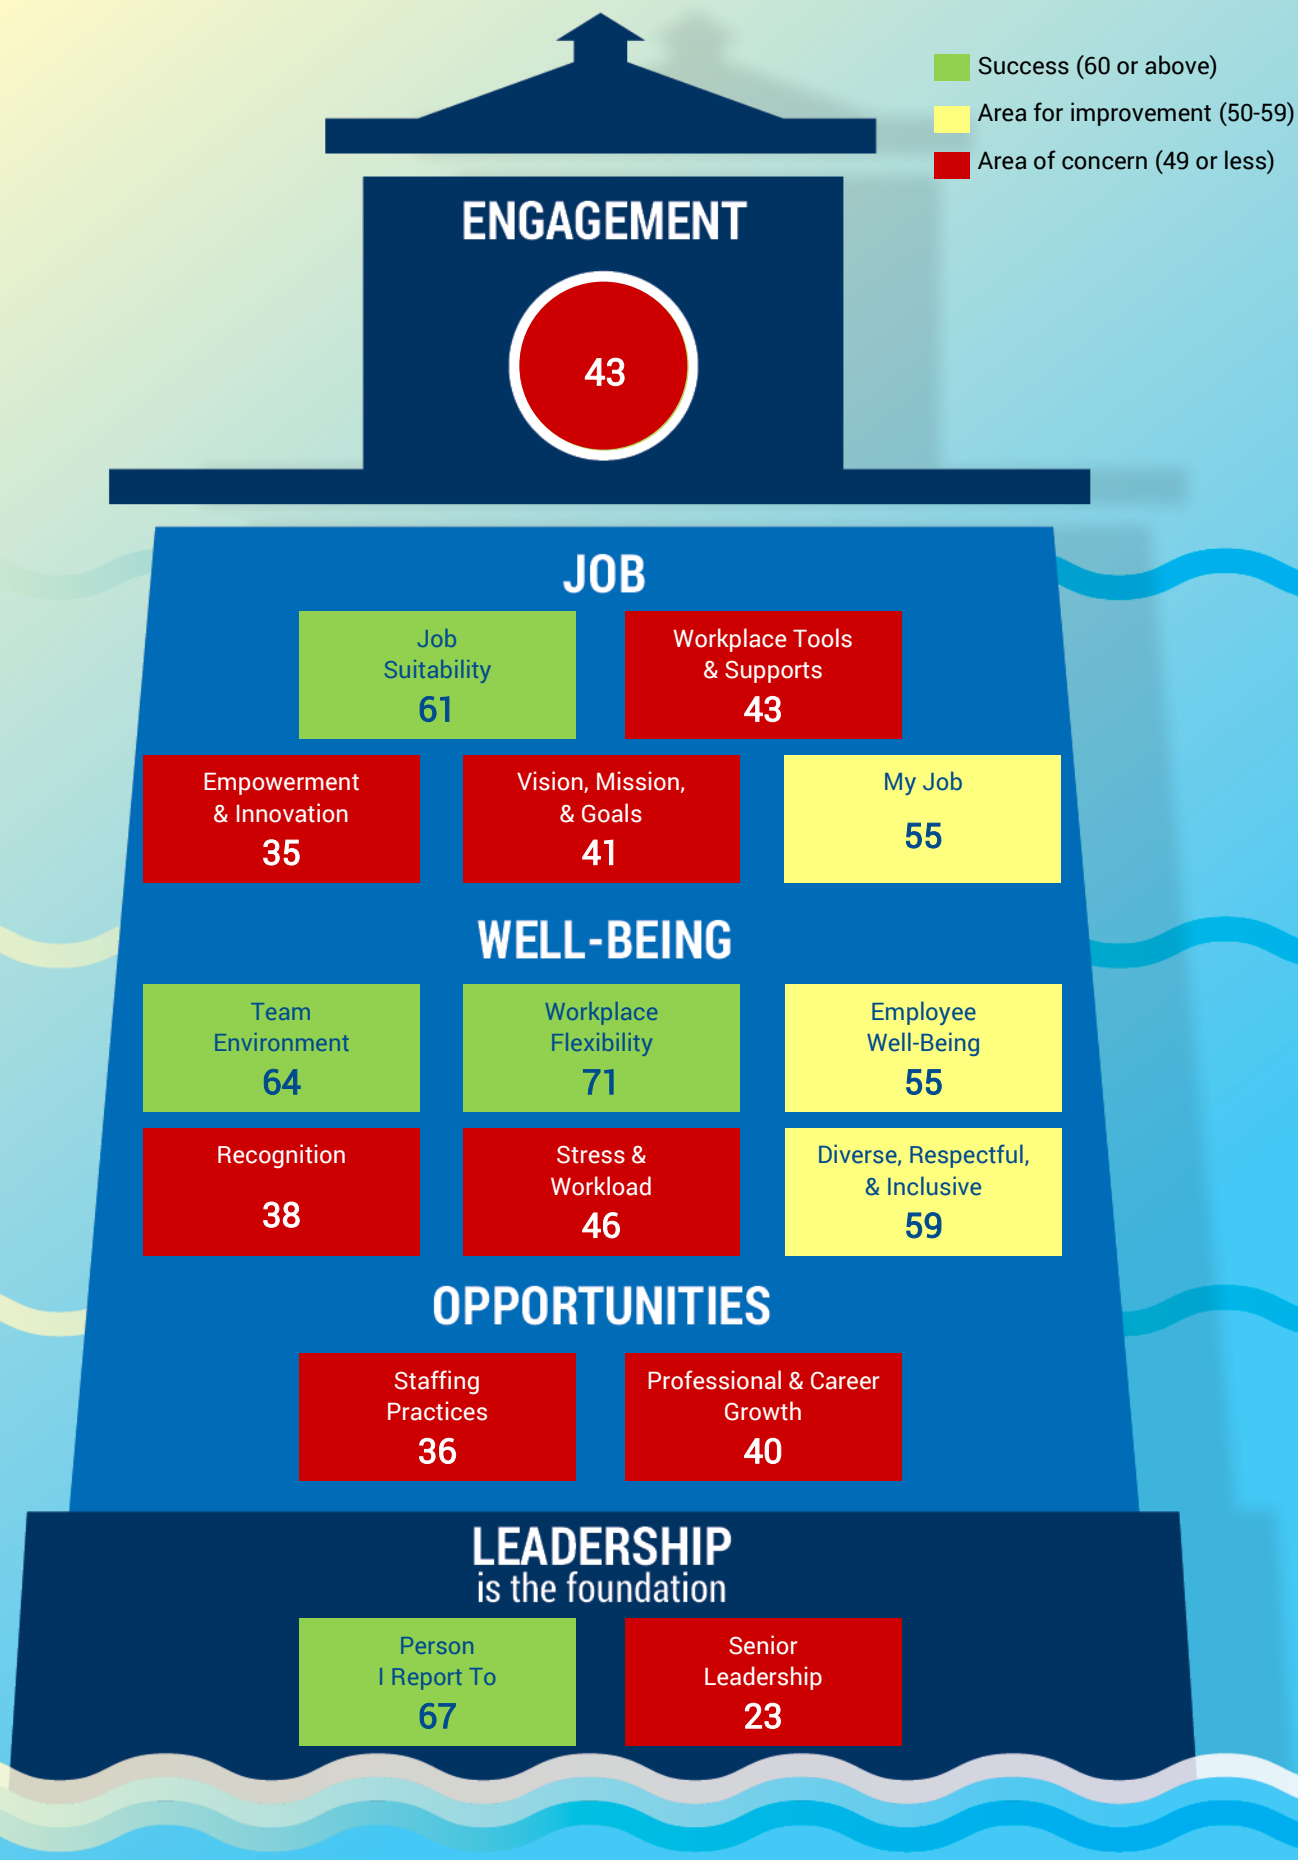 Success (60 or above)
Area for improvement (50-59)
Area of concern (49 or less)
ENGAGEMENT
43
JOB
Job
Suitability
61
Workplace Tools
& Supports
43
Empowerment
& Innovation
35
Vision, Mission,
& Goals
41
My Job
55
WELL-BEING
Team
Environment
64
Workplace
Flexibility
71
Employee
Well-Being
55
Recognition
38
Stress &
Workload
46
Diverse, Respectful,
& Inclusive
59
OPPORTUNITIES
Staffing
Practices
36
Professional & Career
Growth
40
LEADERSHIP
is the foundation
Person
I Report To
67
Senior
Leadership
23